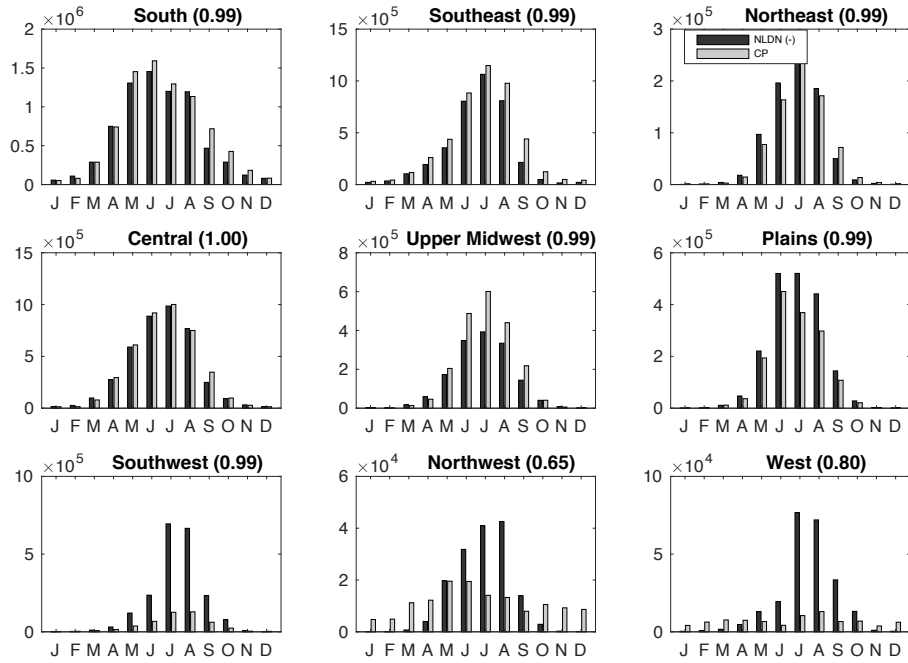 South (0.99)
×10^6
2
1.5
1
0.5
0
J F M A M J J A S O N D
Southeast (0.99)
×10^5
15
10
5
0
J F M A M J J A S O N D
Northeast (0.99)
×10^5
3
2
1
0
NLDN (-)
CP
J F M A M J J A S O N D
Central (1.00)
×10^5
15
10
5
0
J F M A M J J A S O N D
Upper Midwest (0.99)
×10^5
8
6
4
2
0
J F M A M J J A S O N D
Plains (0.99)
×10^5
6
4
2
0
J F M A M J J A S O N D
Southwest (0.99)
×10^5
10
5
0
J F M A M J J A S O N D
Northwest (0.65)
×10^4
6
4
2
0
J F M A M J J A S O N D
West (0.80)
×10^4
10
5
0
J F M A M J J A S O N D